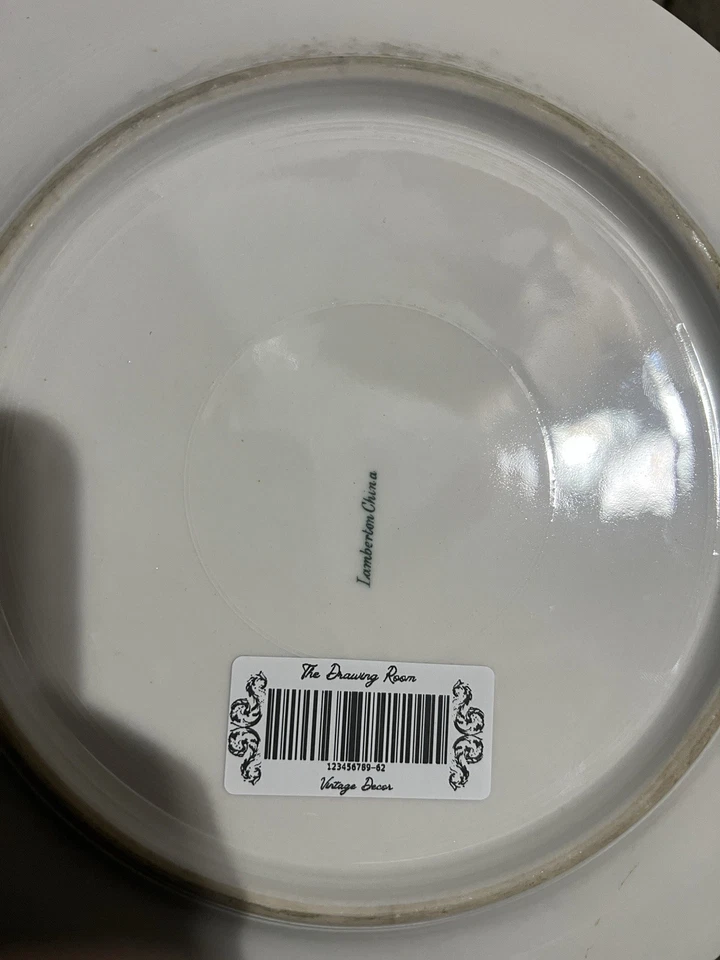 Lamberton China
The Drawing Room
123456789-62
Vintage Decor